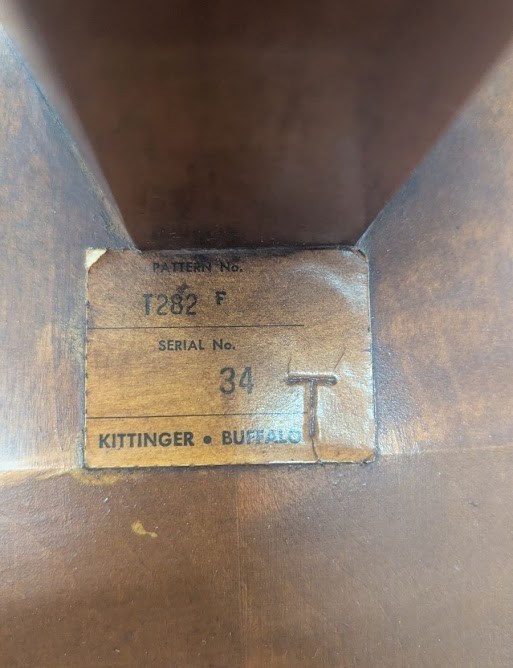 PATTERN No.
T282 F
SERIAL No.
34
T
KITTINGER • BUFFALO